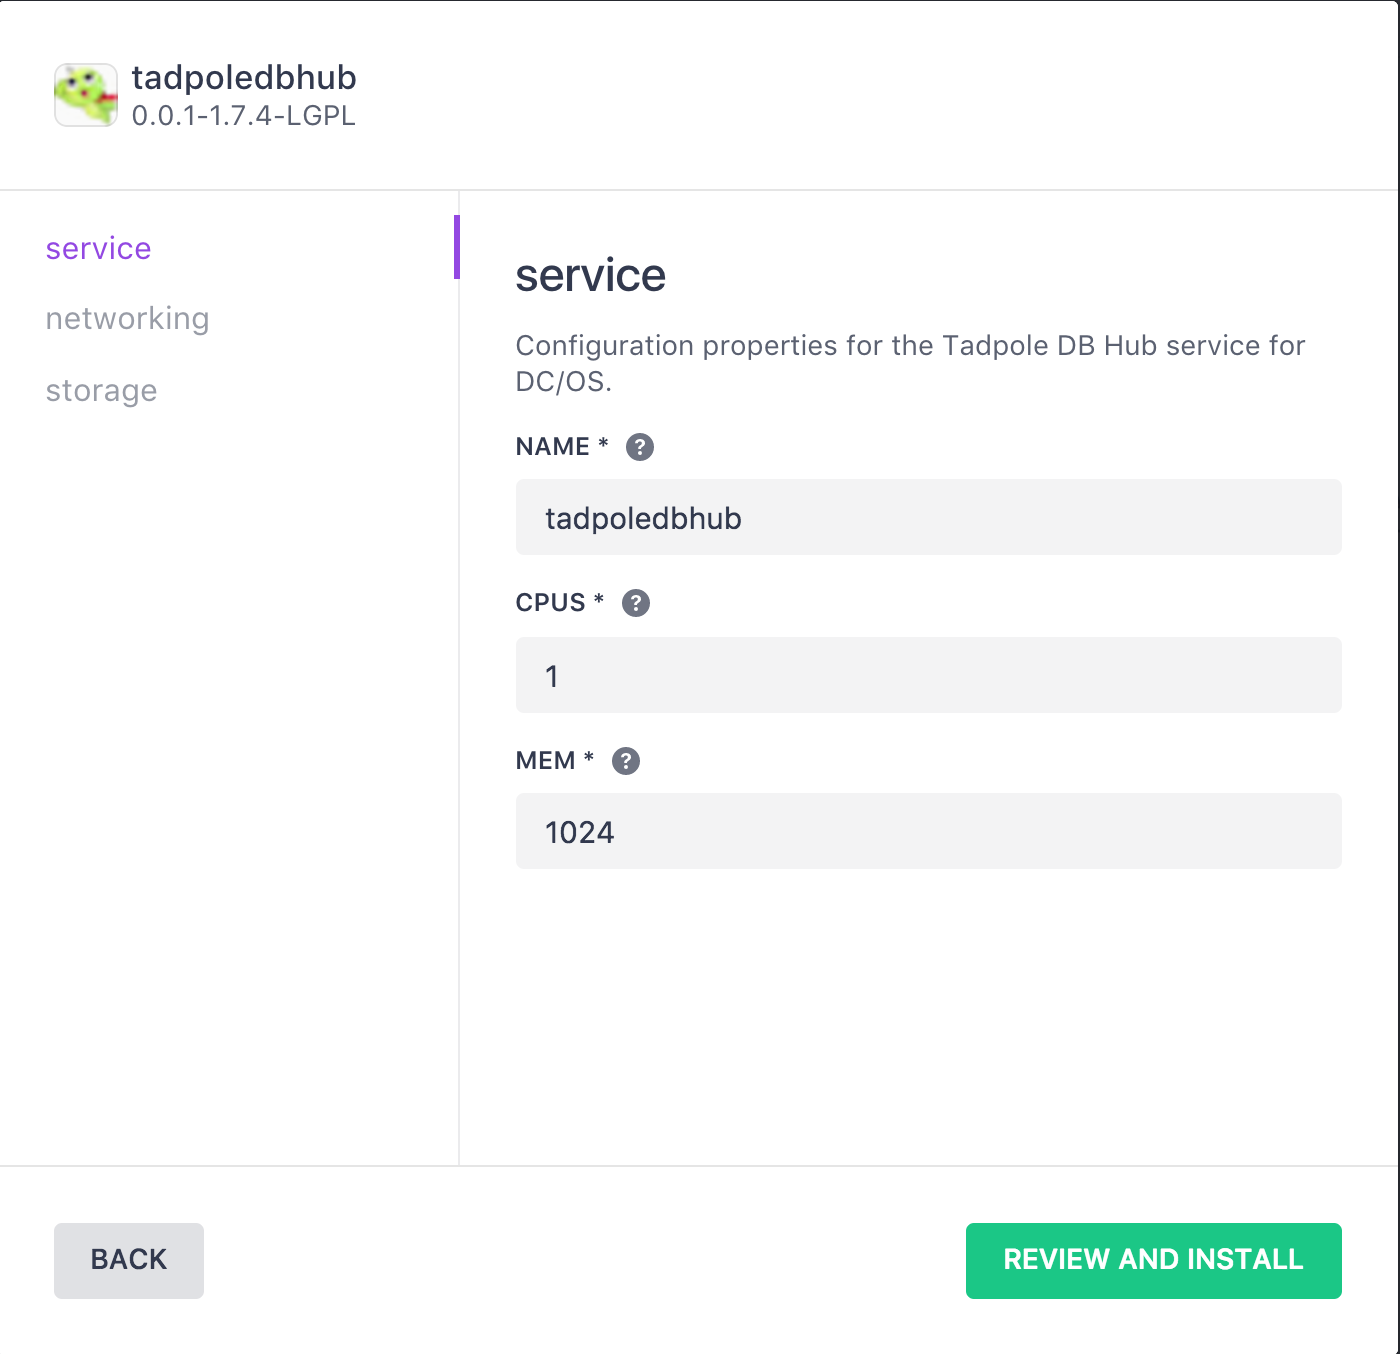 tadpoledbhub
0.0.1-1.7.4-LGPL
service
networking
storage
service
Configuration properties for the Tadpole DB Hub service for
DC/OS.
NAME * ?
tadpoledbhub
CPUS * ?
1
MEM * ?
1024
BACK
REVIEW AND INSTALL